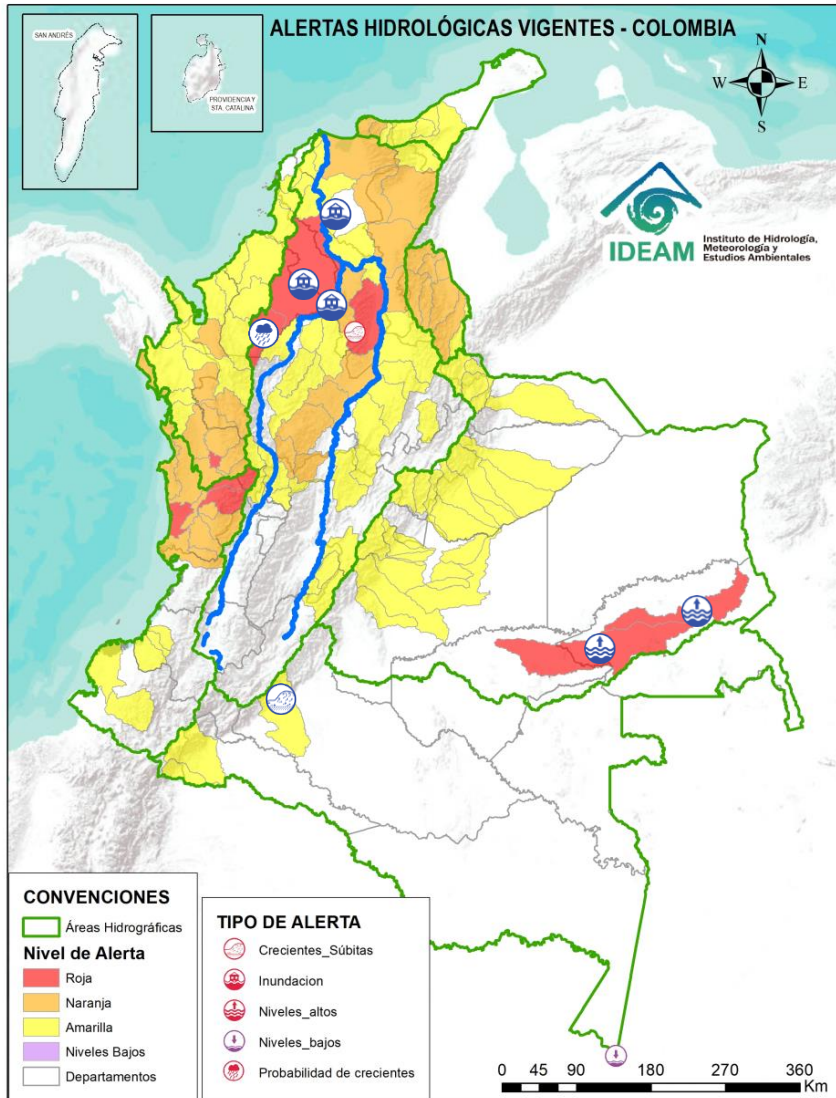 ALERTAS HIDROLÓGICAS VIGENTES - COLOMBIA
SAN ANDRÉS
PROVIDENCIA Y
STA. CATALINA
N
W
E
S
IDEAM
Instituto de Hidrología,
Meteorología y
Estudios Ambientales
CONVENCIONES
Áreas Hidrográficas
Nivel de Alerta
Roja
Naranja
Amarilla
Niveles Bajos
Departamentos
TIPO DE ALERTA
Crecientes_Súbitas
Inundacion
Niveles_altos
Niveles_bajos
Probabilidad de crecientes
0 45 90 180 270 360
Km